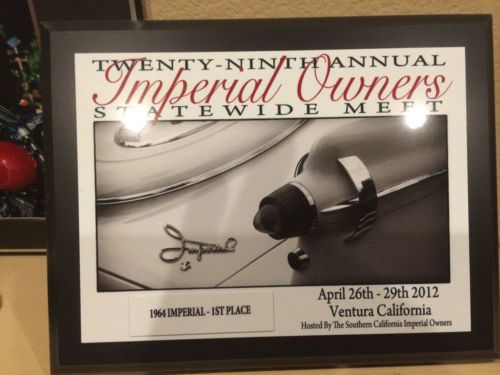 TWENTY-NINTH ANNUAL
Imperial Owners
STATEWIDE MEET
Imperial
1964 IMPERIAL - 1ST PLACE
April 26th - 29th 2012
Ventura California
Hosted By The Southern California Imperial Owners